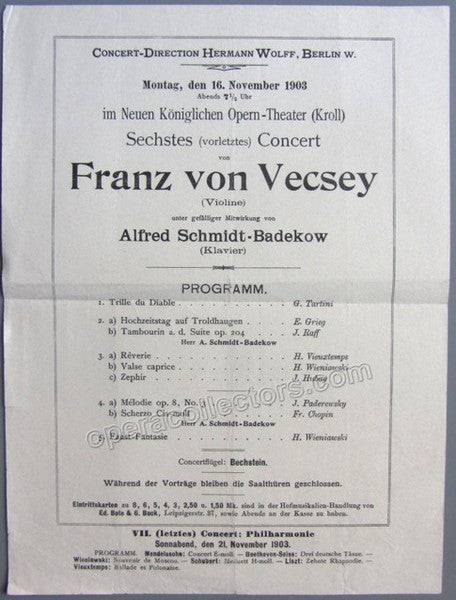 CONCERT-DIRECTION HERMANN WOLFF, BERLIN W.
Montag, den 16. November 1903
Abends 7½ Uhr
im Neuen Königlichen Opern-Theater (Kroll)
Sechstes (vorletztes) Concert
von
Franz von Vecsey
(Violine)
unter gefälliger Mitwirkung von
Alfred Schmidt-Badekow
(Klavier)
PROGRAMM.
1. Trille du Diable . . . . . . . . . . . G. Tartini
2. a) Hochzeitstag auf Troldhaugen . . . . . . E. Grieg
b) Tambourin a. d. Suite op. 204 . . . . . J. Raff
Herr A. Schmidt-Badekow
3. a) Rêverie . . . . . . . . . . . H. Vieuxtemps
b) Valse caprice . . . . . . . . . H. Wieniawski
c) Zephir . . . . . . . . . . . J. Hubay
4. a) Mélodie op. 8, No. 3 . . . . . . J. Paderewsky
b) Scherzo Cis-moll . . . . . . . Fr. Chopin
Herr A. Schmidt-Badekow
5. Faust-Fantasie . . . . . . . . . H. Wieniawski
Concertflügel: Bechstein.
Während der Vorträge bleiben die Saalthüren geschlossen.
Eintrittskarten zu 8, 6, 5, 4, 3, 2,50 u. 1,50 Mk. sind in der Hofmusikalien-Handlung von
Ed. Bote & G. Bock, Leipzigerstr. 37, sowie Abends an der Kasse zu haben.
VII. (letztes) Concert: Philharmonie
Sonnabend, den 21. November 1903.
PROGRAMM. Mendelssohn: Concert E-moll. — Beethoven-Seiss: Drei deutsche Tänze. —
Wieniawski: Souvenir de Moscou. — Schubert: Menuett H-moll. — Liszt: Zehnte Rhapsodie. —
Vieuxtemps: Ballade et Polonaise.
operacollectors.com